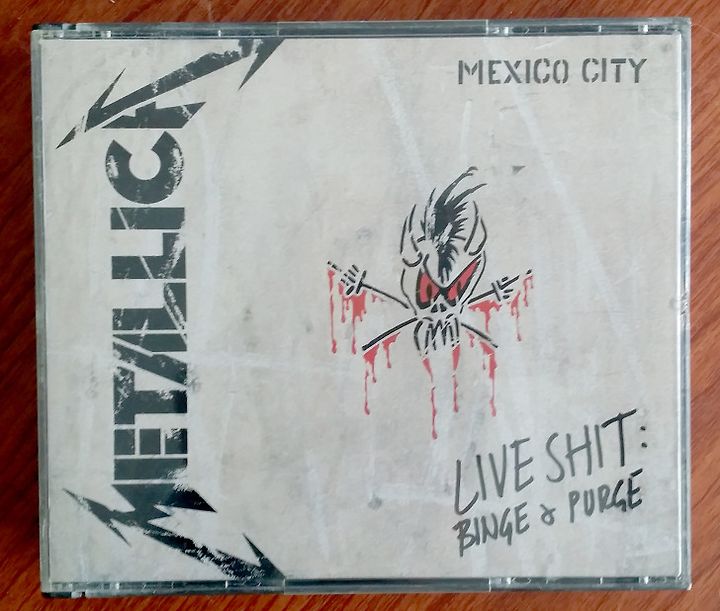 METALLICA
MEXICO CITY
LIVE SHIT:
BINGE & PURGE